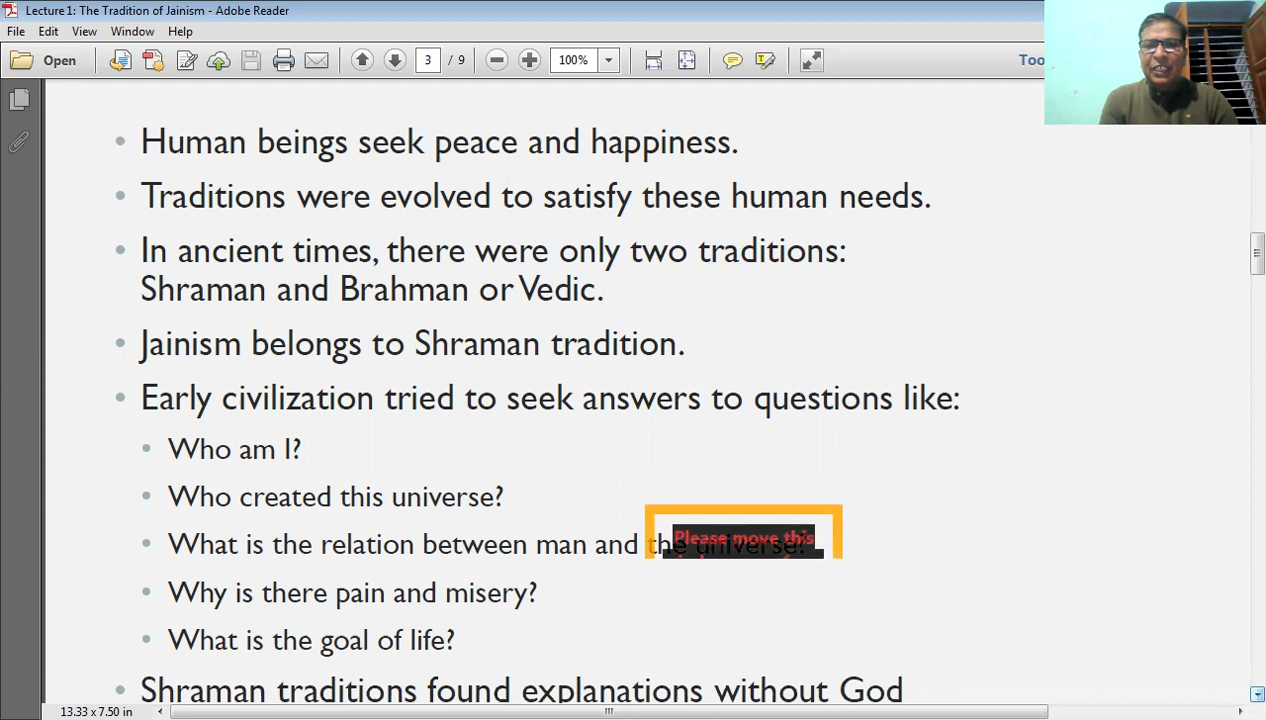 Lecture 1: The Tradition of Jainism - Adobe Reader
File Edit View Window Help
Open 3 / 9 100% Too
Human beings seek peace and happiness.
Traditions were evolved to satisfy these human needs.
In ancient times, there were only two traditions:
Shraman and Brahman or Vedic.
Jainism belongs to Shraman tradition.
Early civilization tried to seek answers to questions like:
Who am I?
Who created this universe?
Please move this
What is the relation between man and the universe?
Why is there pain and misery?
What is the goal of life?
Shraman traditions found explanations without God
13.33 x 7.50 in